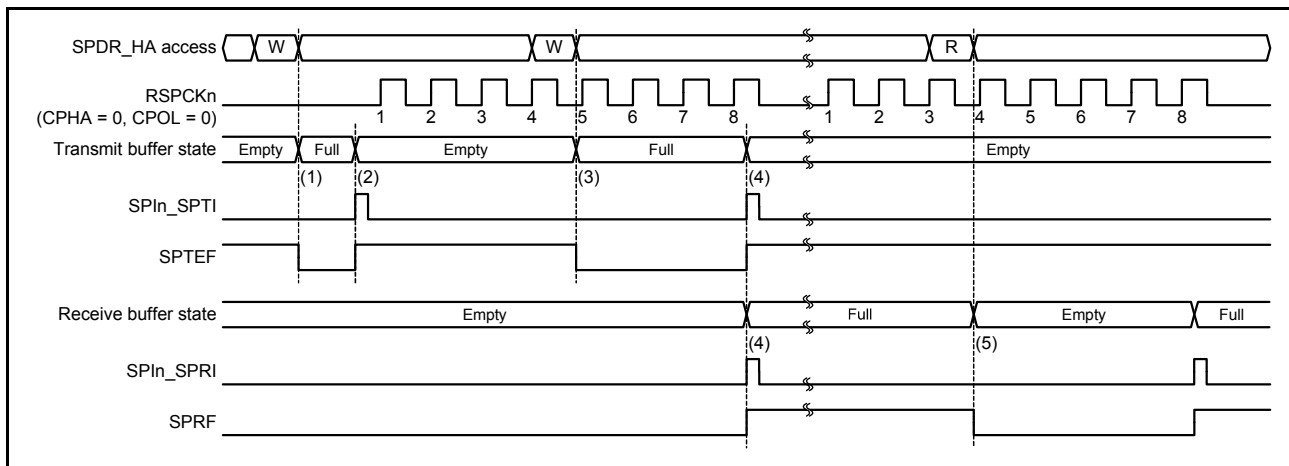 SPDR_HA access W W R
RSPCKn
(CPHA = 0, CPOL = 0)
1 2 3 4 5 6 7 8 1 2 3 4 5 6 7 8
Transmit buffer state Empty Full Empty Full Empty
(1) (2) (3) (4)
SPIn_SPTI
SPTEF
Receive buffer state Empty Full Empty Full
(4) (5)
SPIn_SPRI
SPRF